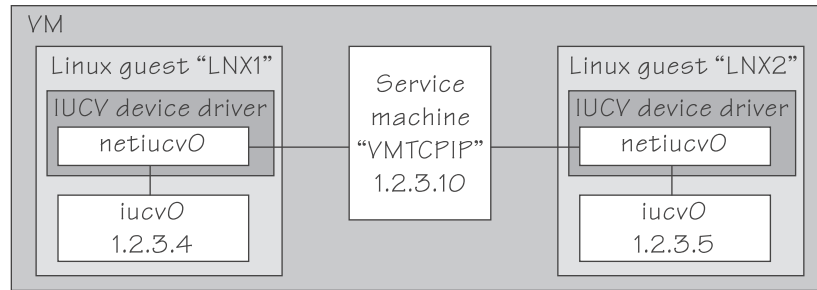 VM
Linux guest “LNX1”
IUCV device driver
netiucv0
iucv0
1.2.3.4
Service
machine
“VMTCPIP”
1.2.3.10
Linux guest “LNX2”
IUCV device driver
netiucv0
iucv0
1.2.3.5